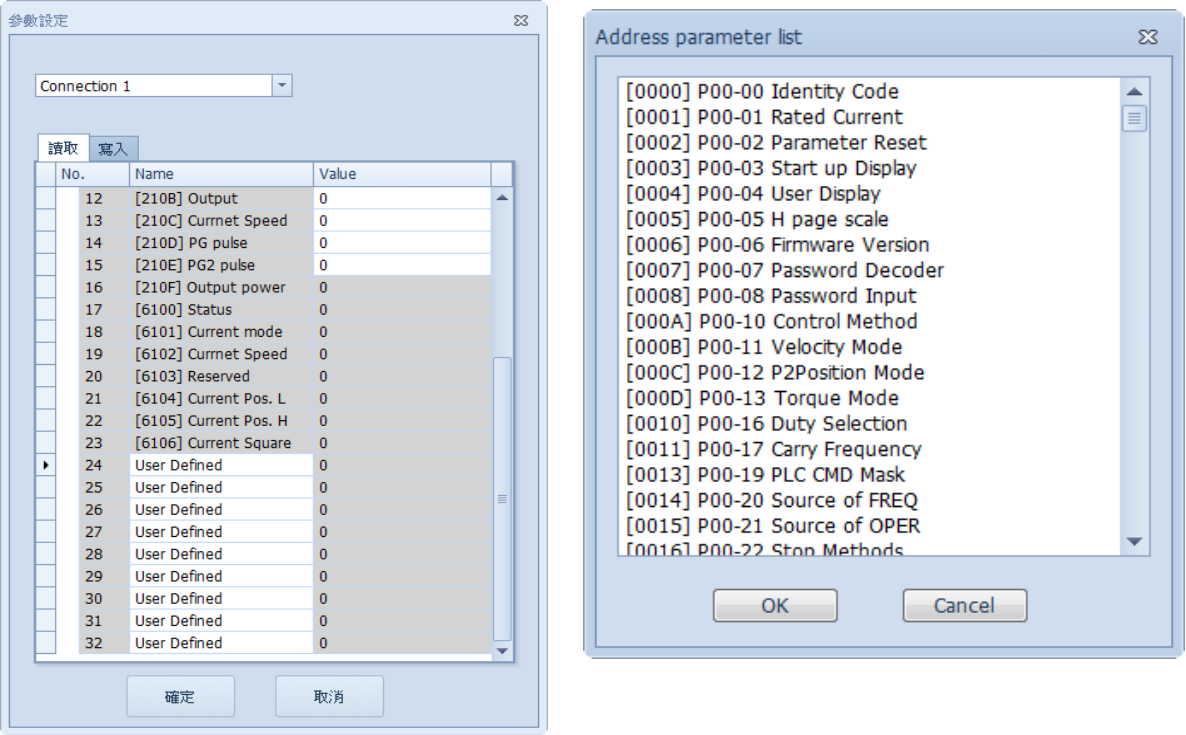 參數設定
Connection 1
讀取 寫入
No. Name Value
12 [210B] Output 0
13 [210C] Currnet Speed 0
14 [210D] PG pulse 0
15 [210E] PG2 pulse 0
16 [210F] Output power 0
17 [6100] Status 0
18 [6101] Current mode 0
19 [6102] Currnet Speed 0
20 [6103] Reserved 0
21 [6104] Current Pos. L 0
22 [6105] Current Pos. H 0
23 [6106] Current Square 0
24 User Defined 0
25 User Defined 0
26 User Defined 0
27 User Defined 0
28 User Defined 0
29 User Defined 0
30 User Defined 0
31 User Defined 0
32 User Defined 0
確定 取消
Address parameter list
[0000] P00-00 Identity Code
[0001] P00-01 Rated Current
[0002] P00-02 Parameter Reset
[0003] P00-03 Start up Display
[0004] P00-04 User Display
[0005] P00-05 H page scale
[0006] P00-06 Firmware Version
[0007] P00-07 Password Decoder
[0008] P00-08 Password Input
[000A] P00-10 Control Method
[000B] P00-11 Velocity Mode
[000C] P00-12 P2Position Mode
[000D] P00-13 Torque Mode
[0010] P00-16 Duty Selection
[0011] P00-17 Carry Frequency
[0013] P00-19 PLC CMD Mask
[0014] P00-20 Source of FREQ
[0015] P00-21 Source of OPER
[0016] P00-22 Stop Methods
OK Cancel